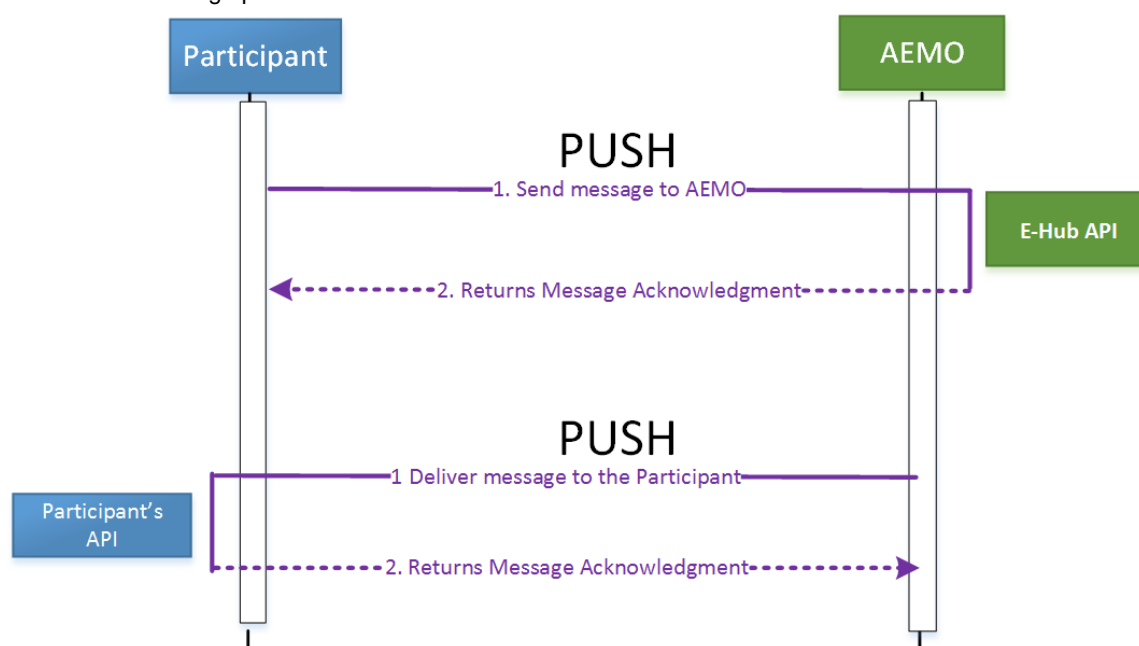 Participant
AEMO
PUSH
1. Send message to AEMO
E-Hub API
2. Returns Message Acknowledgment
PUSH
1 Deliver message to the Participant
Participant's
API
2. Returns Message Acknowledgment